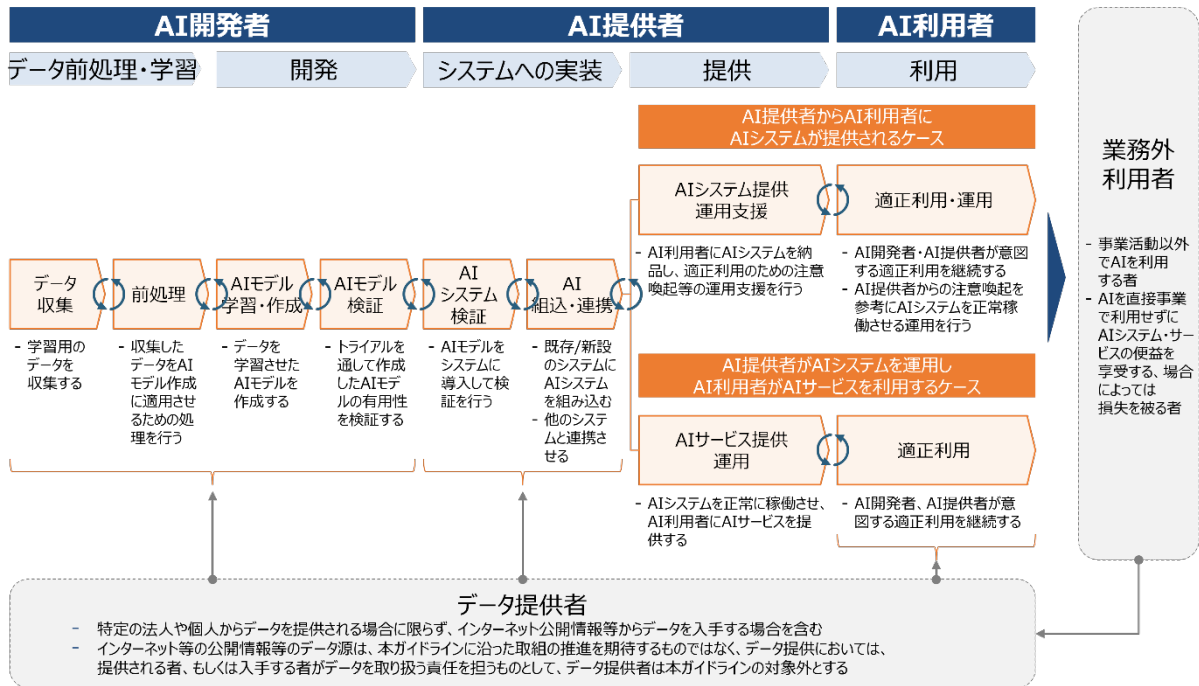 AI開発者
AI提供者
AI利用者
データ前処理・学習
開発
システムへの実装
提供
利用
AI提供者からAI利用者に
AIシステムが提供されるケース
AIシステム提供
運用支援
適正利用・運用
- AI利用者にAIシステムを納
品し、適正利用のための注意
喚起等の運用支援を行う
- AI開発者・AI提供者が意図
する適正利用を継続する
- AI提供者からの注意喚起を
参考にAIシステムを正常稼
働させる運用を行う
データ
収集
前処理
AIモデル
学習・作成
AIモデル
検証
AI
システム
検証
AI
組込・連携
- 学習用の
データを
収集する
- 収集した
データをAI
モデル作成
に適用させ
るための処
理を行う
- データを
学習させた
AIモデルを
作成する
- トライアルを
通して作成
したAIモデ
ルの有用性
を検証する
- AIモデルを
システムに
導入して検
証を行う
- 既存/新設
のシステムに
AIシステム
を組み込む
- 他のシステ
ムと連携さ
せる
AI提供者がAIシステムを運用し
AI利用者がAIサービスを利用するケース
AIサービス提供
運用
適正利用
- AIシステムを正常に稼働させ、
AI利用者にAIサービスを提
供する
- AI開発者、AI提供者が意
図する適正利用を継続する
業務外
利用者
- 事業活動以外
でAIを利用
する者
- AIを直接事業
で利用せずに
AIシステム・サー
ビスの便益を
享受する、場合
によっては
損失を被る者
データ提供者
- 特定の法人や個人からデータを提供される場合に限らず、インターネット公開情報等からデータを入手する場合を含む
- インターネット等の公開情報等のデータ源は、本ガイドラインに沿った取組の推進を期待するものではなく、データ提供においては、
提供される者、もしくは入手する者がデータを取り扱う責任を担うものとして、データ提供者は本ガイドラインの対象外とする